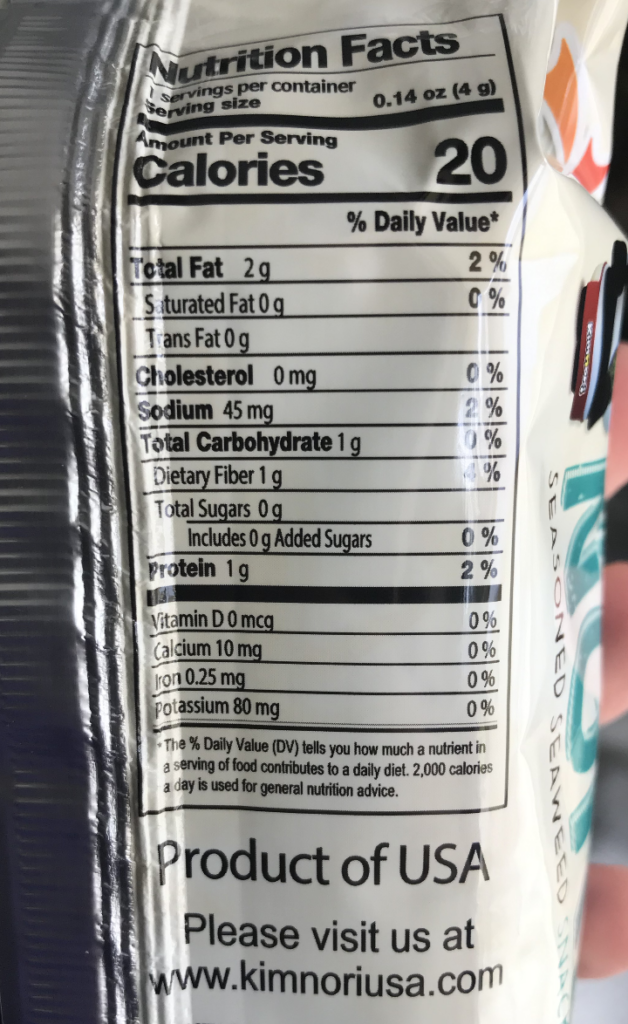 Nutrition Facts
1 servings per container
Serving size 0.14 oz (4 g)
Amount Per Serving
Calories 20
% Daily Value*
Total Fat 2 g 2 %
Saturated Fat 0 g 0 %
Trans Fat 0 g
Cholesterol 0 mg 0 %
Sodium 45 mg 2 %
Total Carbohydrate 1 g 0 %
Dietary Fiber 1 g 4 %
Total Sugars 0 g
Includes 0 g Added Sugars 0 %
Protein 1 g 2 %
Vitamin D 0 mcg 0 %
Calcium 10 mg 0 %
Iron 0.25 mg 0 %
Potassium 80 mg 0 %
*The % Daily Value (DV) tells you how much a nutrient in
a serving of food contributes to a daily diet. 2,000 calories
a day is used for general nutrition advice.
Product of USA
Please visit us at
www.kimnoriusa.com
SEASONED SEAWEED